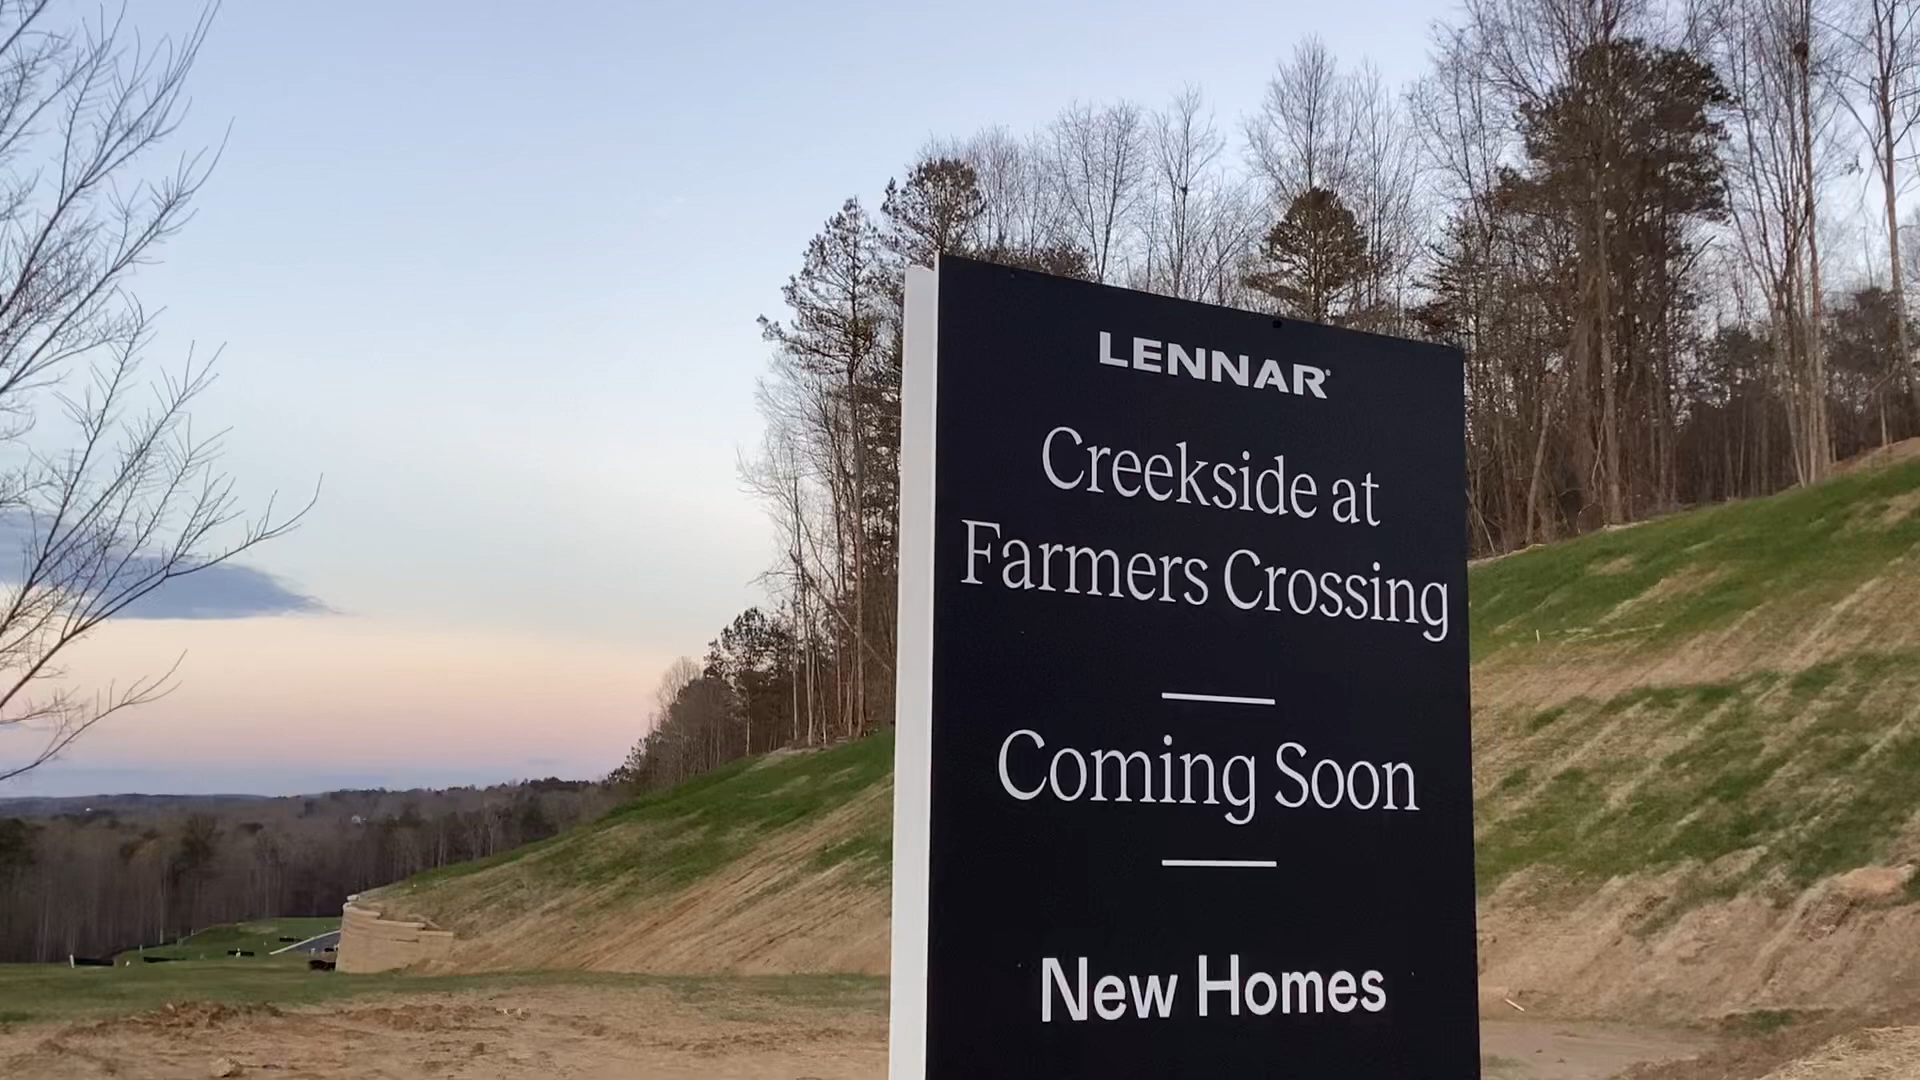 LENNAR
Creekside at
Farmers Crossing
Coming Soon
New Homes